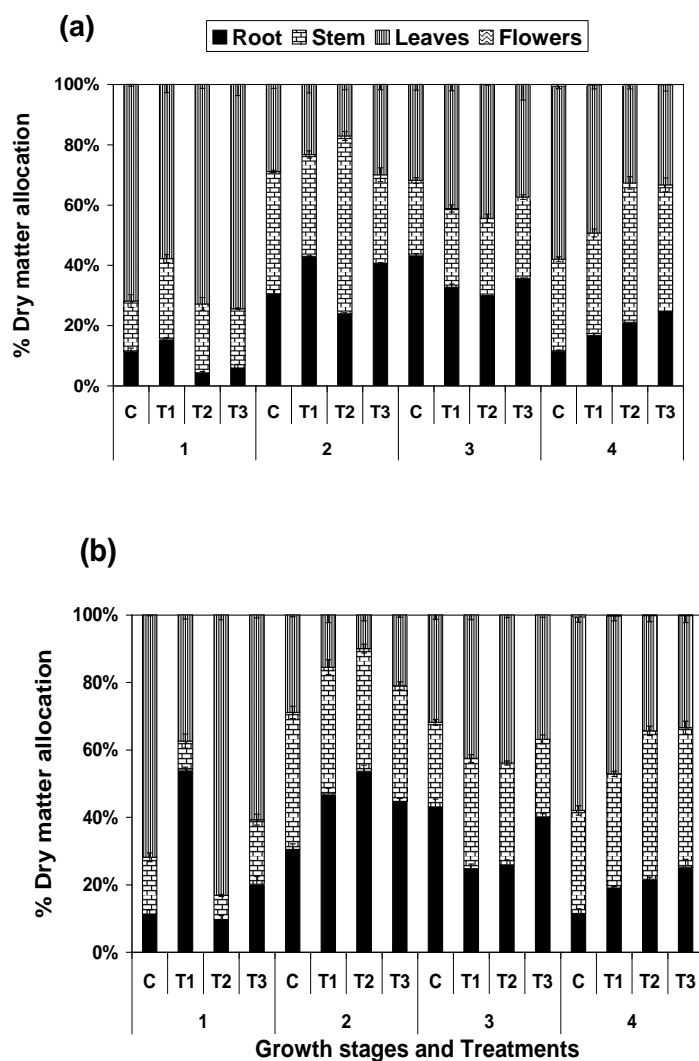 (a)
Root Stem Leaves Flowers
100%
80%
60%
40%
20%
0%
% Dry matter allocation
C T1 T2 T3 C T1 T2 T3 C T1 T2 T3 C T1 T2 T3
1 2 3 4
(b)
100%
80%
60%
40%
20%
0%
% Dry matter allocation
C T1 T2 T3 C T1 T2 T3 C T1 T2 T3 C T1 T2 T3
1 2 3 4
Growth stages and Treatments